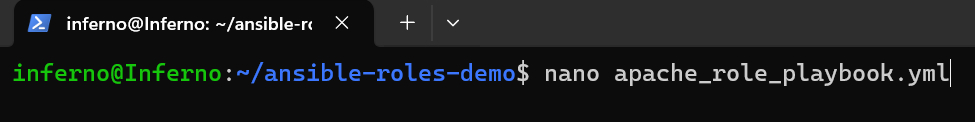 inferno@Inferno: ~/ansible-ro
inferno@Inferno:~/ansible-roles-demo$ nano apache_role_playbook.yml